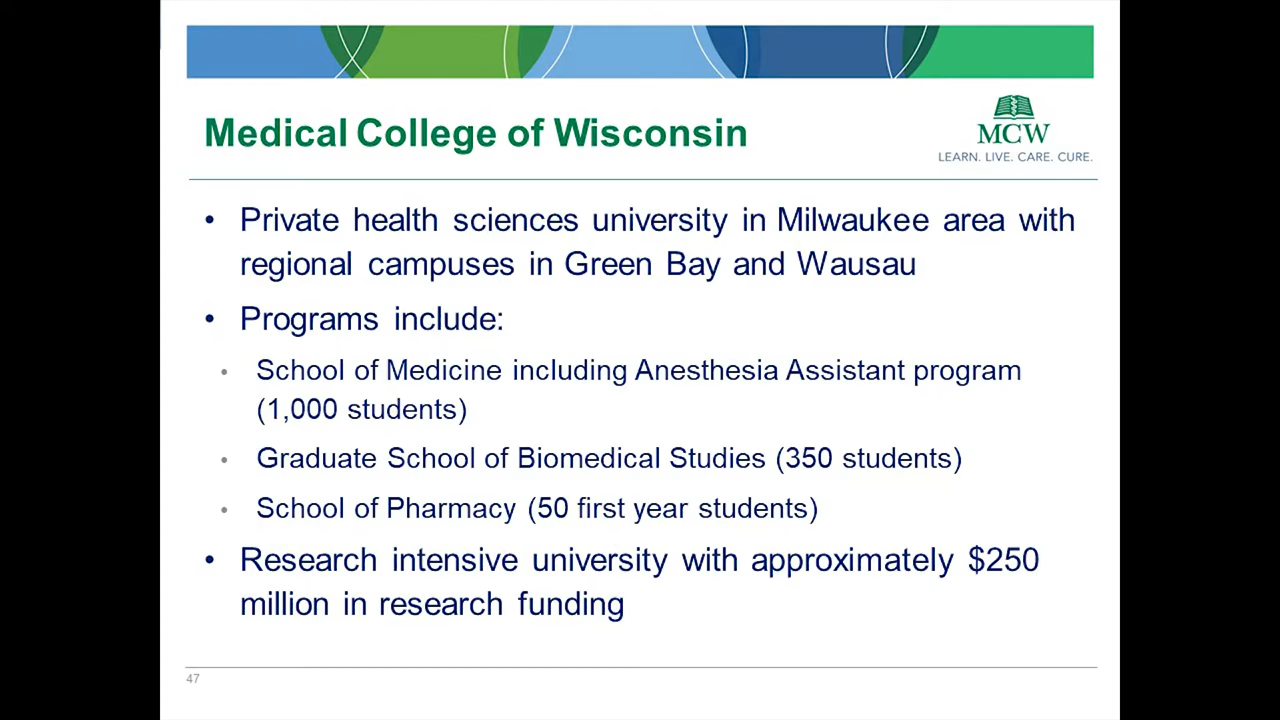 Medical College of Wisconsin
MCW
LEARN. LIVE. CARE. CURE.
• Private health sciences university in Milwaukee area with
regional campuses in Green Bay and Wausau
• Programs include:
• School of Medicine including Anesthesia Assistant program
(1,000 students)
• Graduate School of Biomedical Studies (350 students)
• School of Pharmacy (50 first year students)
• Research intensive university with approximately $250
million in research funding
47